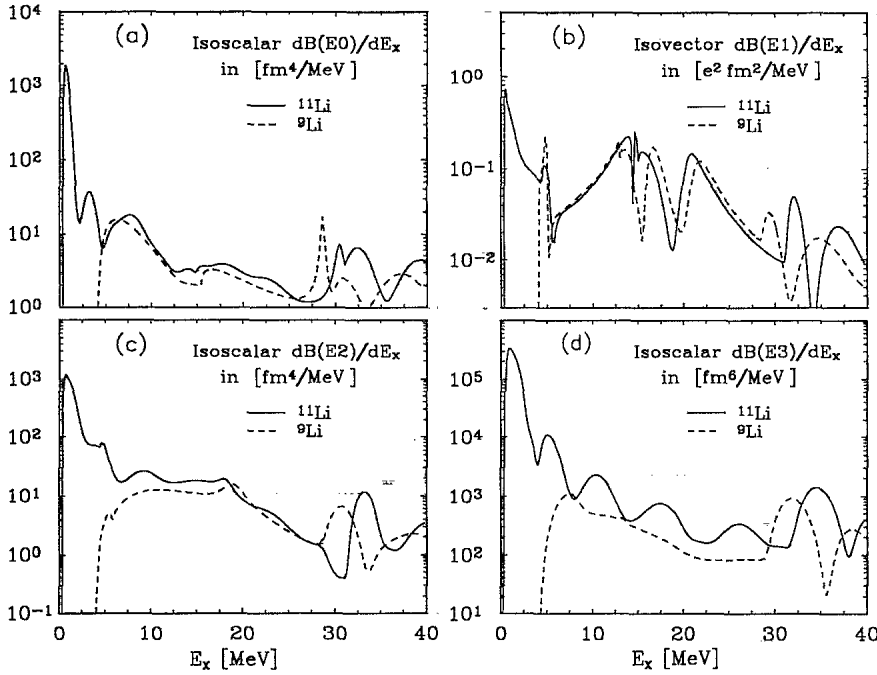 (a)
Isoscalar dB(E0)/dEₓ
in [fm⁴/MeV]
¹¹Li
⁹Li
10⁴
10³
10²
10¹
10⁰
(b)
Isovector dB(E1)/dEₓ
in [e² fm²/MeV]
¹¹Li
⁹Li
10⁰
10⁻¹
10⁻²
(c)
Isoscalar dB(E2)/dEₓ
in [fm⁴/MeV]
¹¹Li
⁹Li
10³
10²
10¹
10⁰
10⁻¹
0 10 20 30 40
Eₓ [MeV]
(d)
Isoscalar dB(E3)/dEₓ
in [fm⁶/MeV]
¹¹Li
⁹Li
10⁵
10⁴
10³
10²
10¹
0 10 20 30 40
Eₓ [MeV]